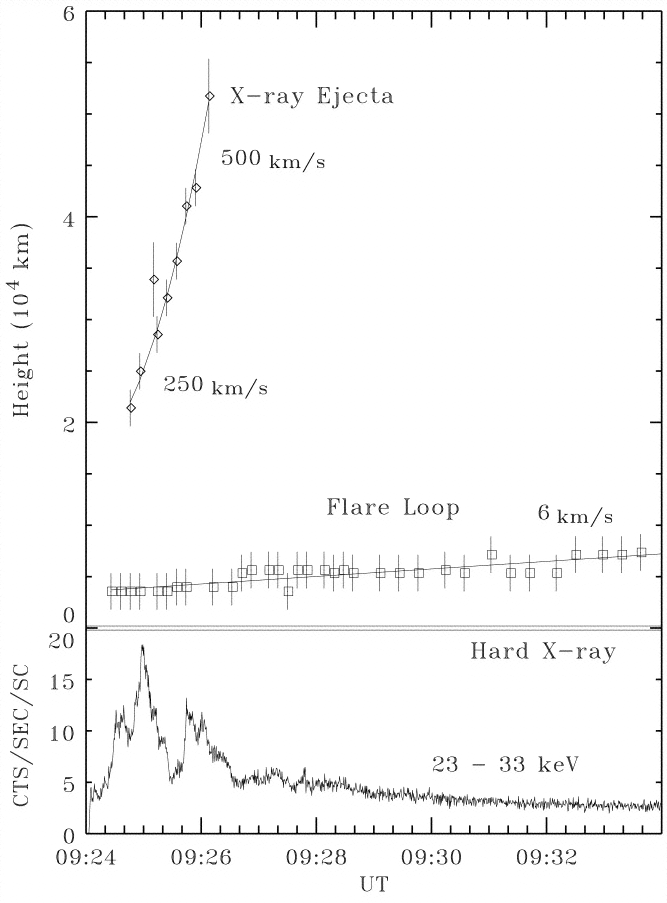 6
X-ray Ejecta
500 km/s
4
Height (10⁴ km)
250 km/s
2
Flare Loop
6 km/s
0
20
Hard X-ray
15
10
CTS/SEC/SC
23 - 33 keV
5
0
09:24 09:26 09:28 09:30 09:32
UT